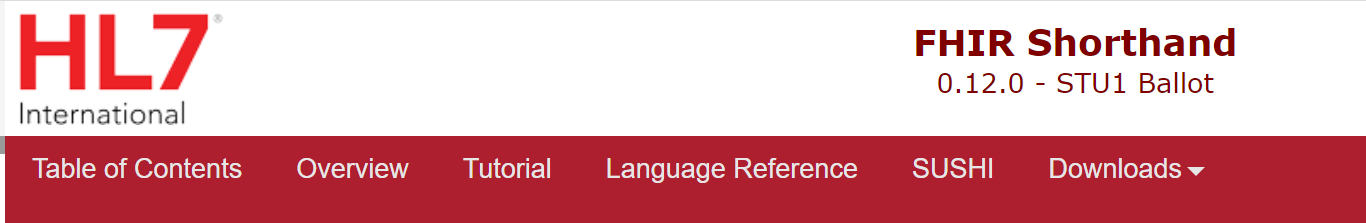 HL7®
International
FHIR Shorthand
0.12.0 - STU1 Ballot
Table of Contents Overview Tutorial Language Reference SUSHI Downloads